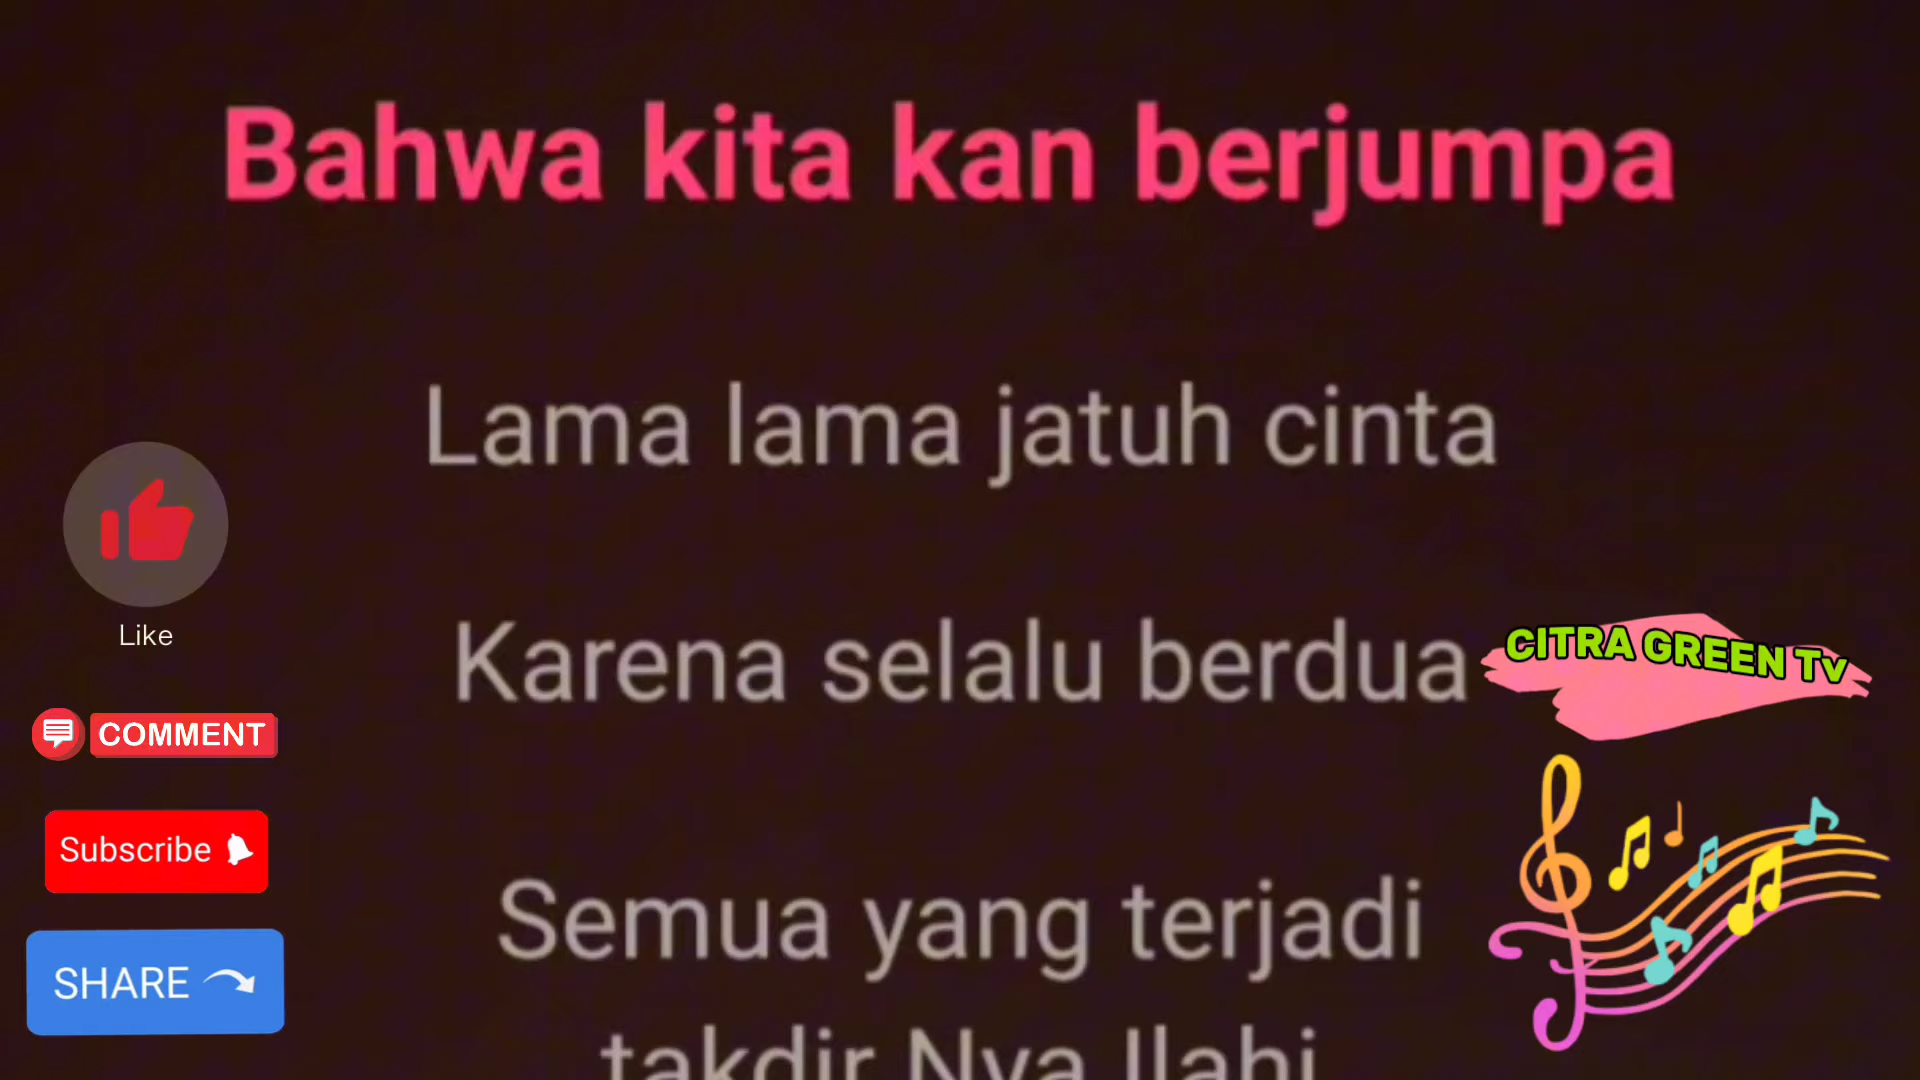 Bahwa kita kan berjumpa
Lama lama jatuh cinta
Karena selalu berdua
Semua yang terjadi
takdir Nya Ilahi
Like
COMMENT
Subscribe
SHARE
CITRA GREEN Tv